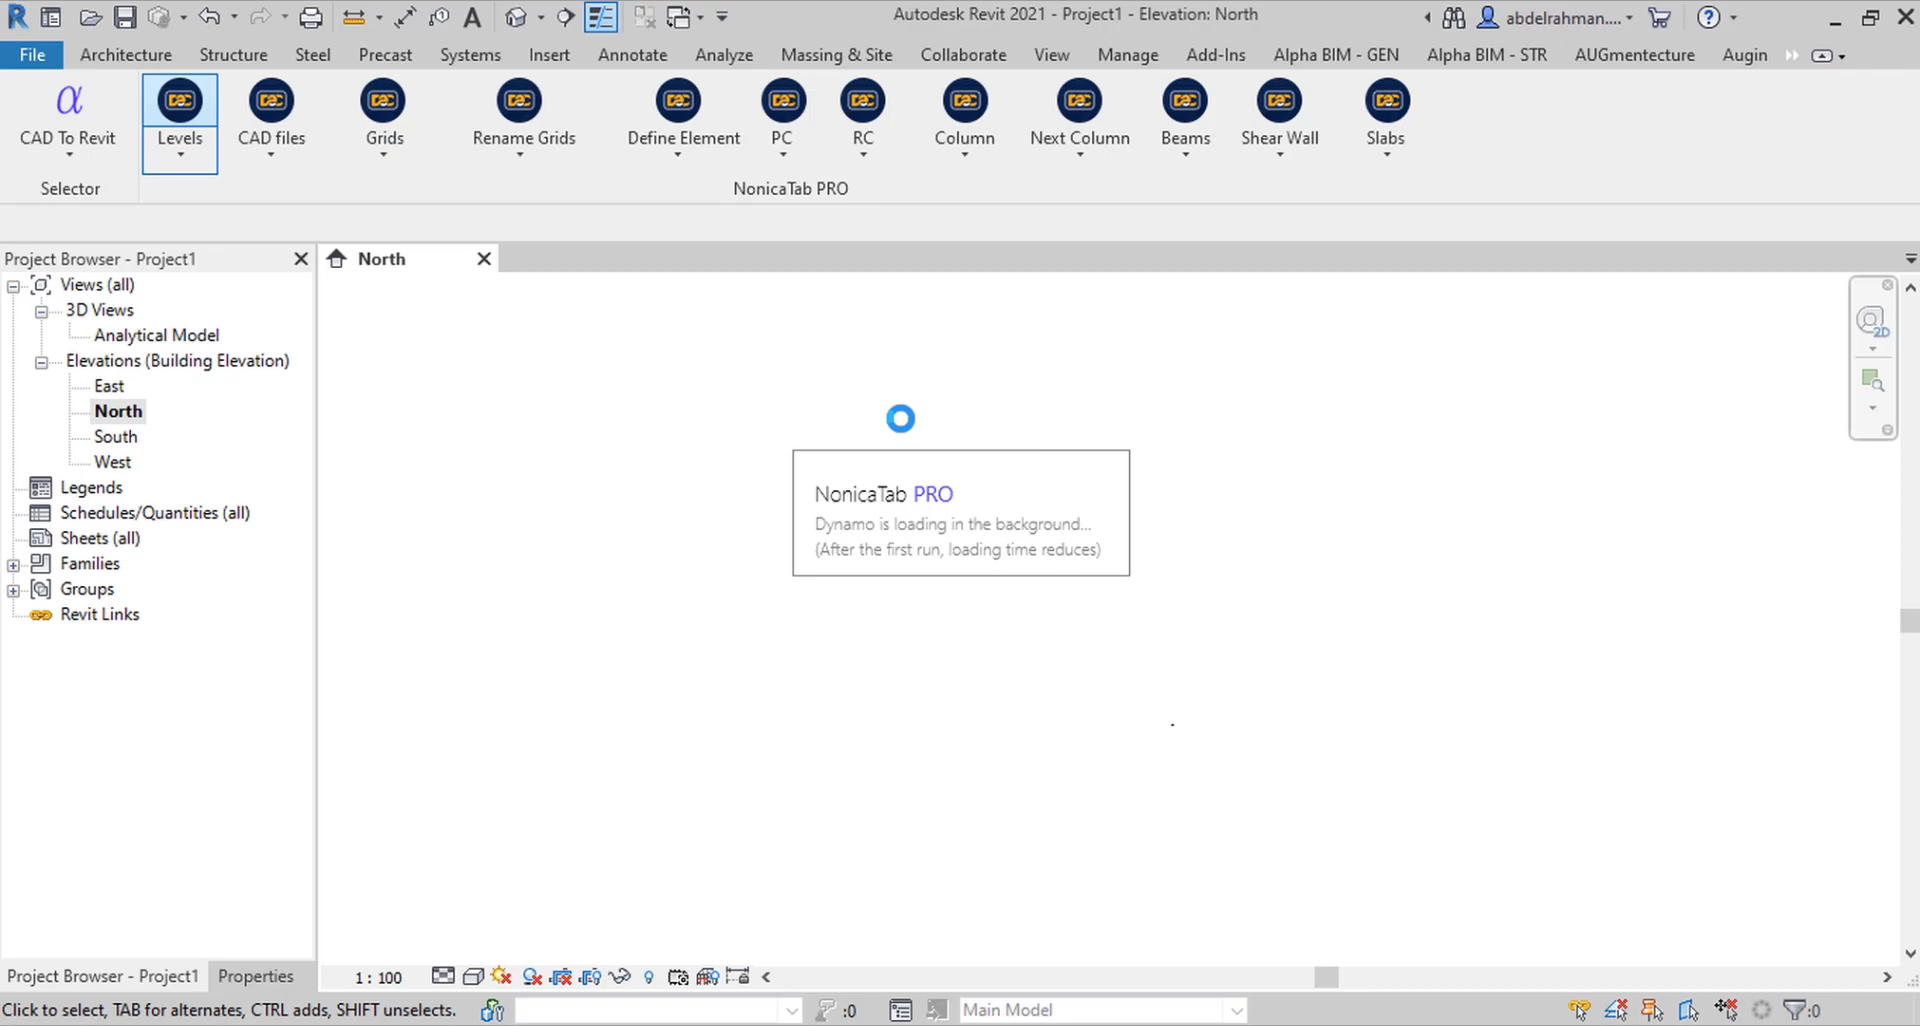 Autodesk Revit 2021 - Project1 - Elevation: North
abdelrahman....
File
Architecture
Structure
Steel
Precast
Systems
Insert
Annotate
Analyze
Massing & Site
Collaborate
View
Manage
Add-Ins
Alpha BIM - GEN
Alpha BIM - STR
AUGmentecture
Augin
CAD To Revit
Levels
CAD files
Grids
Rename Grids
Define Element
PC
RC
Column
Next Column
Beams
Shear Wall
Slabs
Selector
NonicaTab PRO
Project Browser - Project1
North
Views (all)
3D Views
Analytical Model
Elevations (Building Elevation)
East
North
South
West
Legends
Schedules/Quantities (all)
Sheets (all)
Families
Groups
Revit Links
2D
NonicaTab PRO
Dynamo is loading in the background...
(After the first run, loading time reduces)
Project Browser - Project1
Properties
1 : 100
Click to select, TAB for alternates, CTRL adds, SHIFT unselects.
:0
Main Model
:0